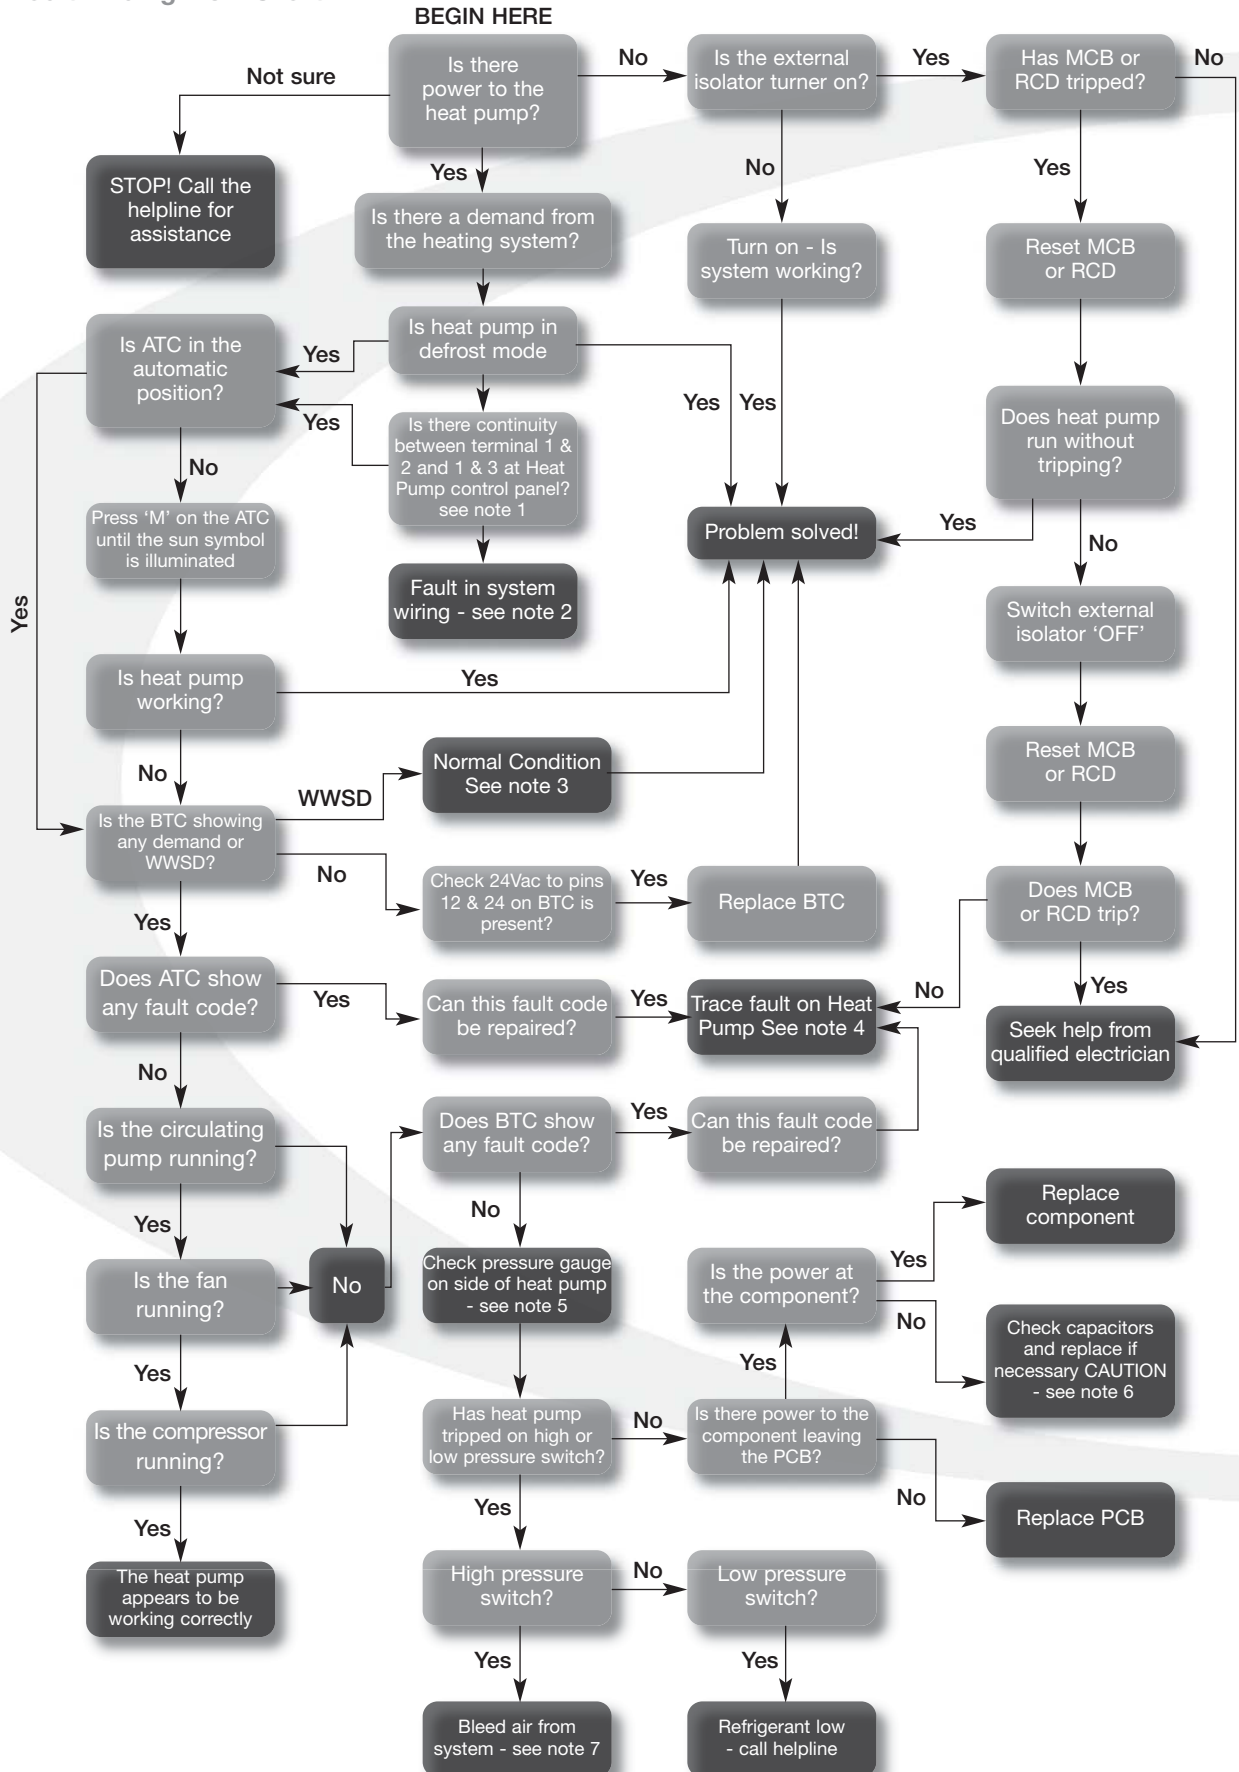 BEGIN HERE
Is there
power to the
heat pump?
Not sure
No
Is the external
isolator turner on?
Yes
Has MCB or
RCD tripped?
No
STOP! Call the
helpline for
assistance
Yes
Is there a demand from
the heating system?
No
Turn on - Is
system working?
Yes
Reset MCB
or RCD
Is ATC in the
automatic
position?
Yes
Is heat pump in
defrost mode
Yes
Is there continuity
between terminal 1 &
2 and 1 & 3 at Heat
Pump control panel?
see note 1
Yes
Yes
Does heat pump
run without
tripping?
No
Press ‘M’ on the ATC
until the sun symbol
is illuminated
Problem solved!
Yes
No
Fault in system
wiring - see note 2
Switch external
isolator ‘OFF’
Yes
Is heat pump
working?
Yes
Reset MCB
or RCD
No
WWSD
Normal Condition
See note 3
Is the BTC showing
any demand or
WWSD?
No
Check 24Vac to pins
12 & 24 on BTC is
present?
Yes
Replace BTC
Does MCB
or RCD trip?
Yes
No
Yes
Does ATC show
any fault code?
Yes
Can this fault code
be repaired?
Yes
Trace fault on Heat
Pump See note 4
Seek help from
qualified electrician
No
Is the circulating
pump running?
Does BTC show
any fault code?
Yes
Can this fault code
be repaired?
Yes
No
No
Replace
component
Is the fan
running?
Check pressure gauge
on side of heat pump
- see note 5
Is the power at
the component?
Yes
No
Check capacitors
and replace if
necessary CAUTION
- see note 6
Yes
Yes
Is the compressor
running?
Has heat pump
tripped on high or
low pressure switch?
No
Is there power to the
component leaving
the PCB?
No
Replace PCB
Yes
Yes
The heat pump
appears to be
working correctly
High pressure
switch?
No
Low pressure
switch?
Yes
Yes
Bleed air from
system - see note 7
Refrigerant low
- call helpline